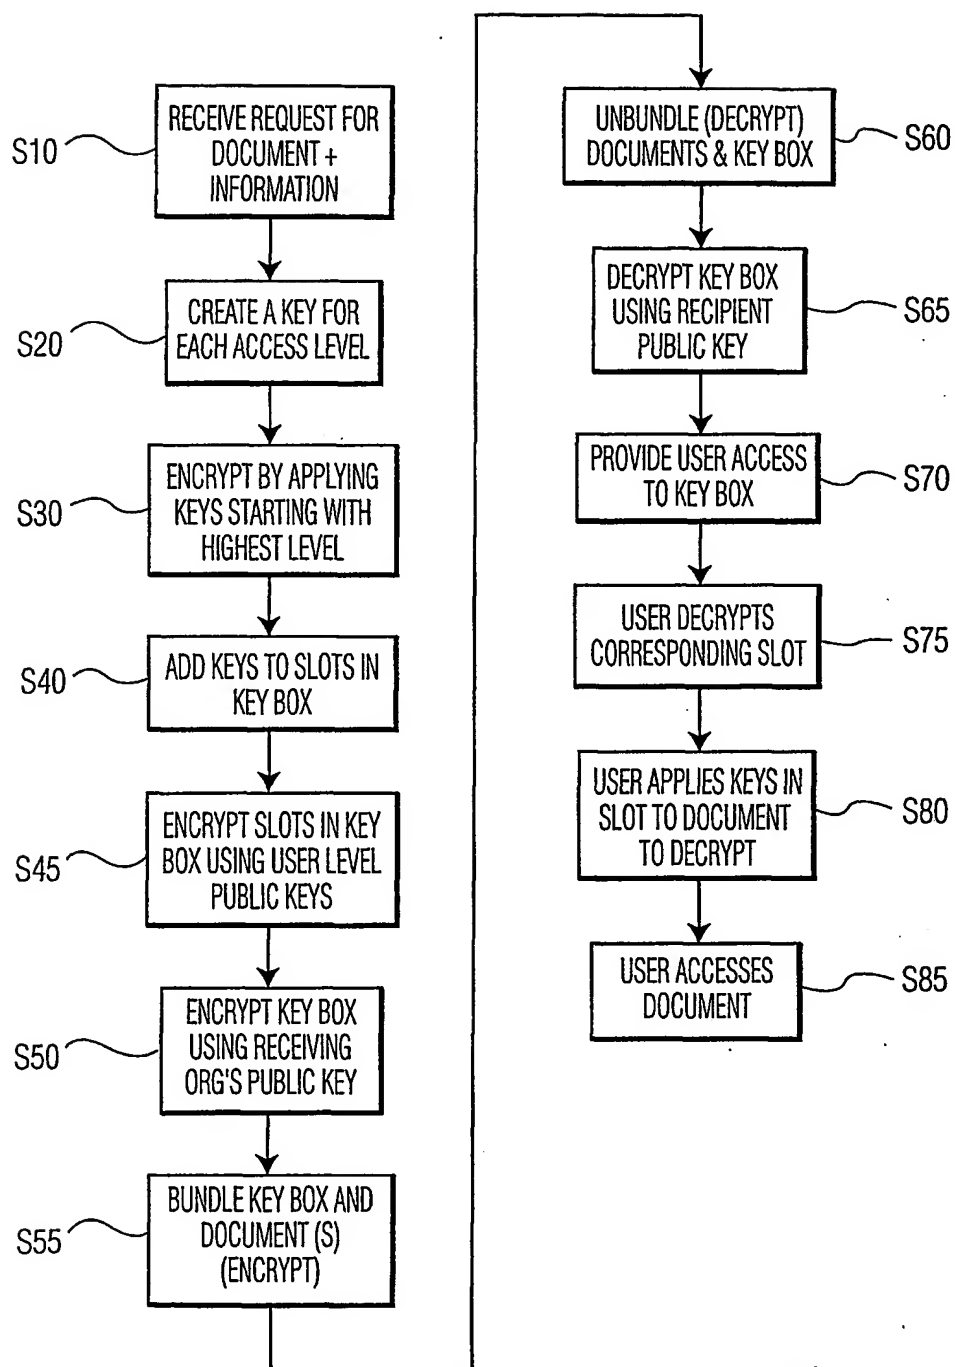 S10
RECEIVE REQUEST FOR
DOCUMENT +
INFORMATION
S20
CREATE A KEY FOR
EACH ACCESS LEVEL
S30
ENCRYPT BY APPLYING
KEYS STARTING WITH
HIGHEST LEVEL
S40
ADD KEYS TO SLOTS IN
KEY BOX
S45
ENCRYPT SLOTS IN KEY
BOX USING USER LEVEL
PUBLIC KEYS
S50
ENCRYPT KEY BOX
USING RECEIVING
ORG'S PUBLIC KEY
S55
BUNDLE KEY BOX AND
DOCUMENT (S)
(ENCRYPT)
UNBUNDLE (DECRYPT)
DOCUMENTS & KEY BOX
S60
DECRYPT KEY BOX
USING RECIPIENT
PUBLIC KEY
S65
PROVIDE USER ACCESS
TO KEY BOX
S70
USER DECRYPTS
CORRESPONDING SLOT
S75
USER APPLIES KEYS IN
SLOT TO DOCUMENT
TO DECRYPT
S80
USER ACCESSES
DOCUMENT
S85